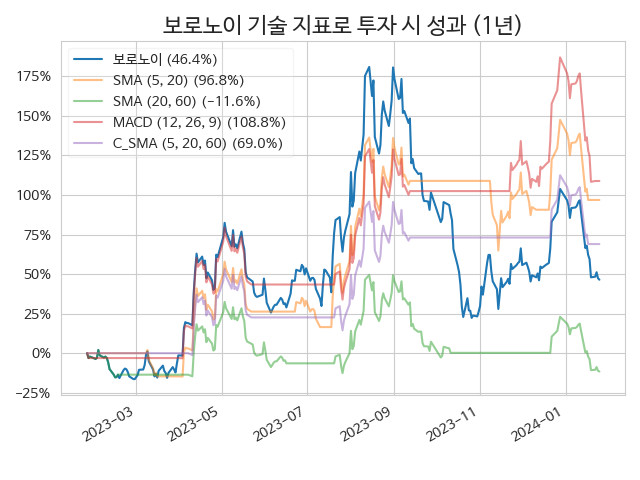 보로노이 기술 지표로 투자 시 성과 (1년)
보로노이 (46.4%)
SMA (5, 20) (96.8%)
SMA (20, 60) (−11.6%)
MACD (12, 26, 9) (108.8%)
C_SMA (5, 20, 60) (69.0%)
175%
150%
125%
100%
75%
50%
25%
0%
−25%
2023−03
2023−05
2023−07
2023−09
2023−11
2024−01